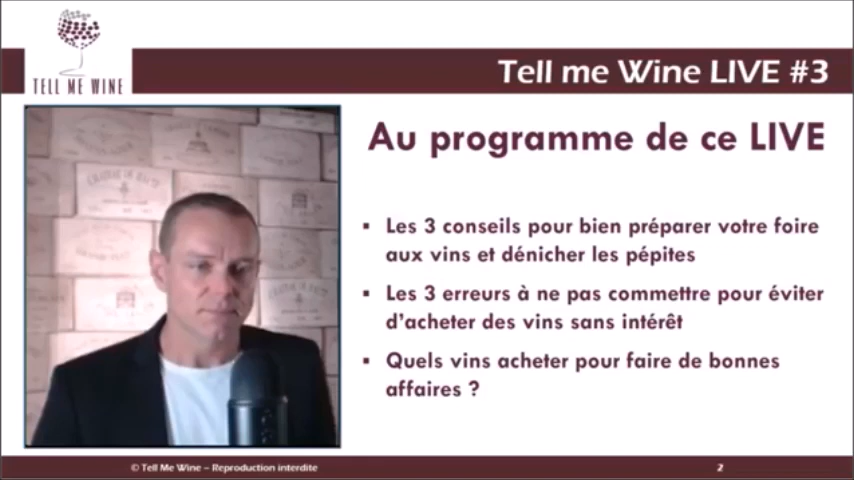 TELL ME WINE
Tell me Wine LIVE #3
Au programme de ce LIVE
▪ Les 3 conseils pour bien préparer votre foire
aux vins et dénicher les pépites
▪ Les 3 erreurs à ne pas commettre pour éviter
d'acheter des vins sans intérêt
▪ Quels vins acheter pour faire de bonnes
affaires ?
© Tell Me Wine – Reproduction interdite
2